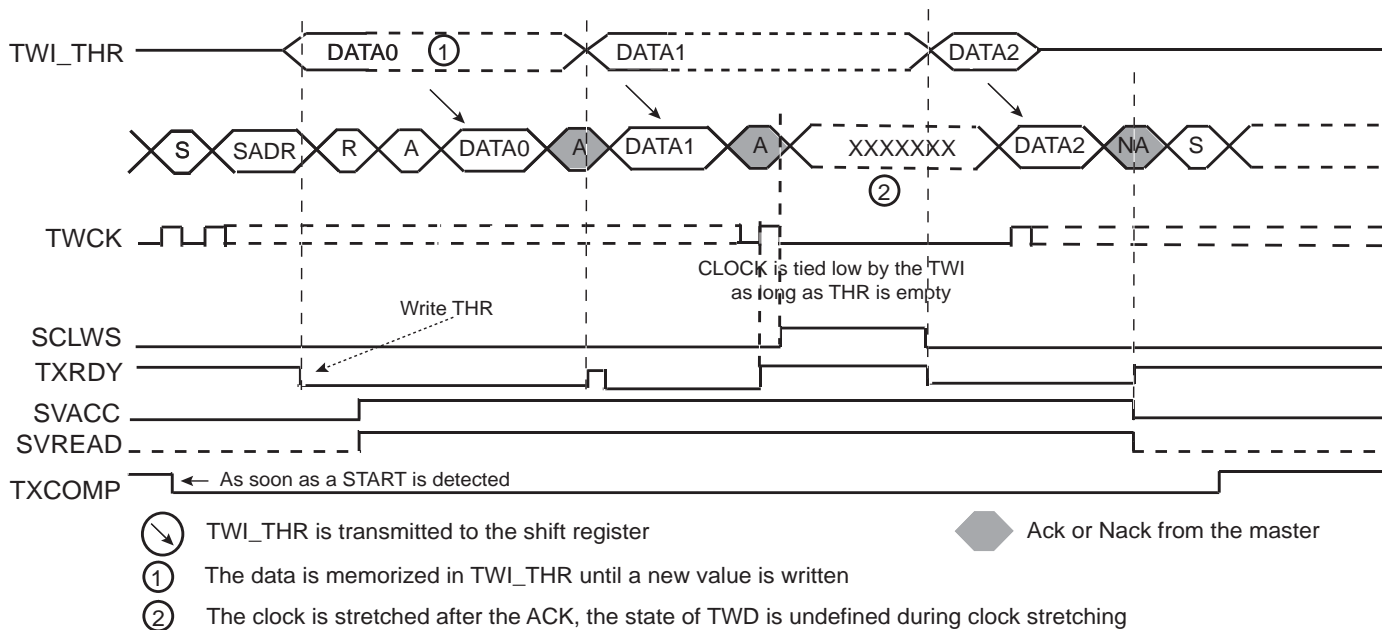 TWI_THR DATA0 1 DATA1 DATA2
S SADR R A DATA0 A DATA1 A XXXXXXX DATA2 NA S
2
TWCK
CLOCK is tied low by the TWI
as long as THR is empty
Write THR
SCLWS
TXRDY
SVACC
SVREAD
TXCOMP As soon as a START is detected
TWI_THR is transmitted to the shift register Ack or Nack from the master
1 The data is memorized in TWI_THR until a new value is written
2 The clock is stretched after the ACK, the state of TWD is undefined during clock stretching